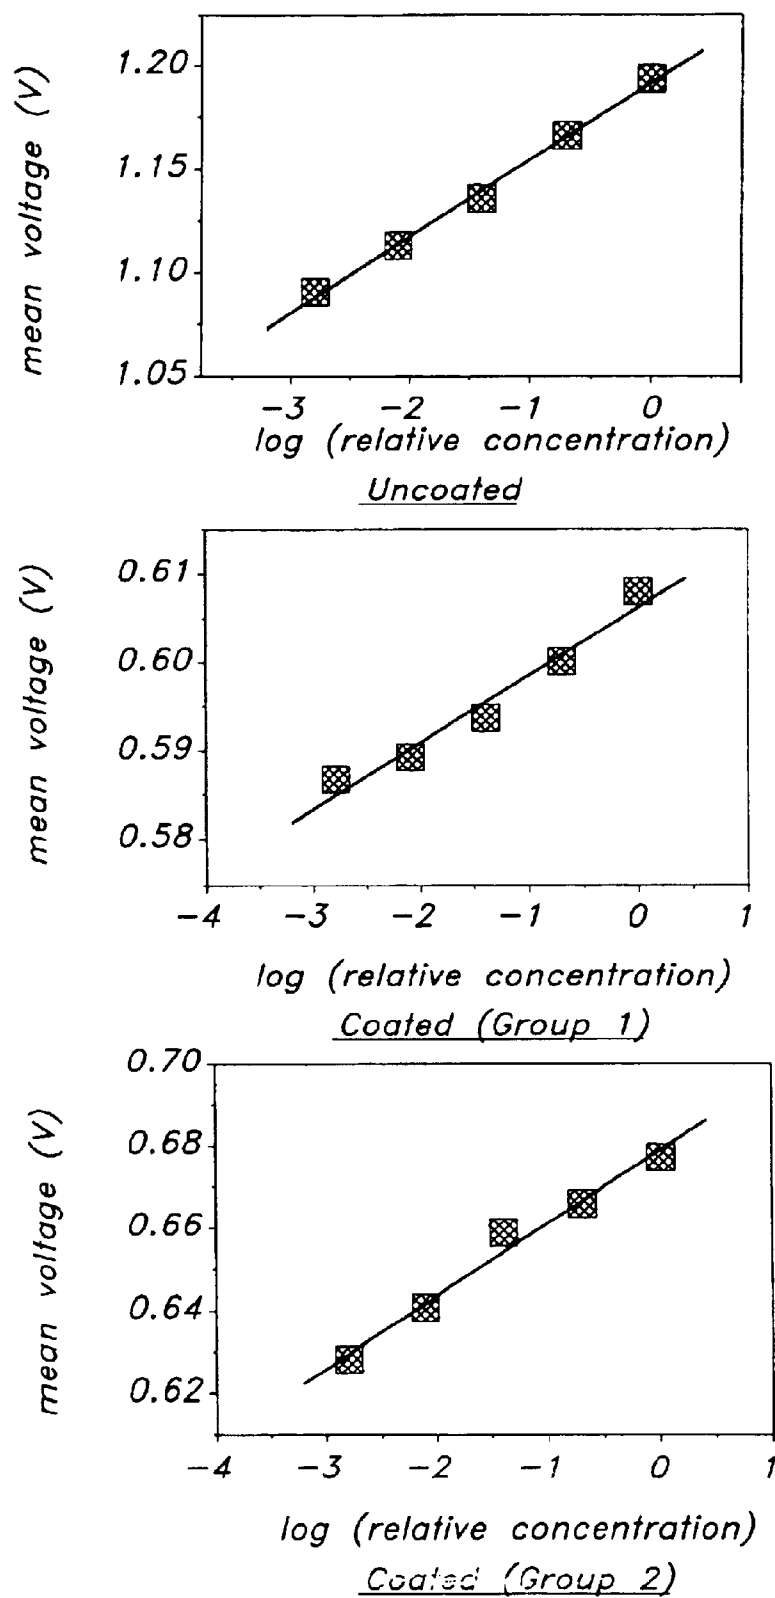 mean voltage (V)
1.20
1.15
1.10
1.05
-3 -2 -1 0
log (relative concentration)
Uncoated
mean voltage (V)
0.61
0.60
0.59
0.58
-4 -3 -2 -1 0 1
log (relative concentration)
Coated (Group 1)
mean voltage (V)
0.70
0.68
0.66
0.64
0.62
-4 -3 -2 -1 0 1
log (relative concentration)
Coated (Group 2)